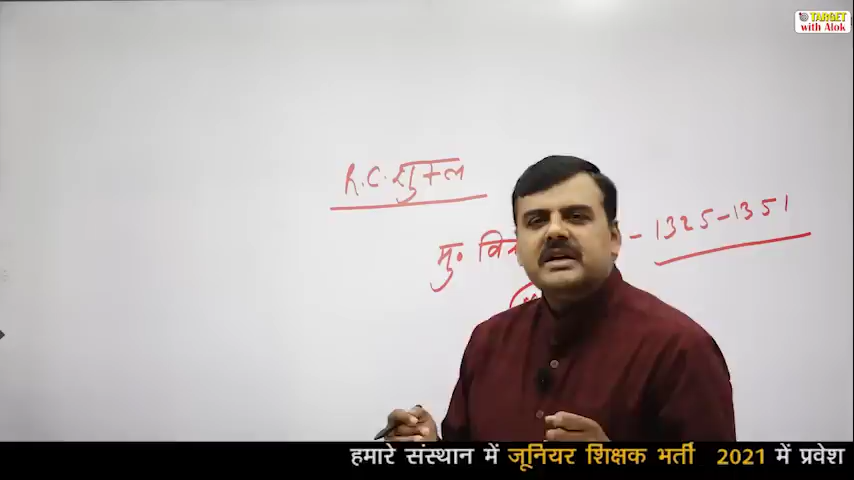 TARGET
with Alok
R.C. शुक्ल
मु०
- 1325-1351
हमारे संस्थान में जूनियर शिक्षक भर्ती 2021 में प्रवेश